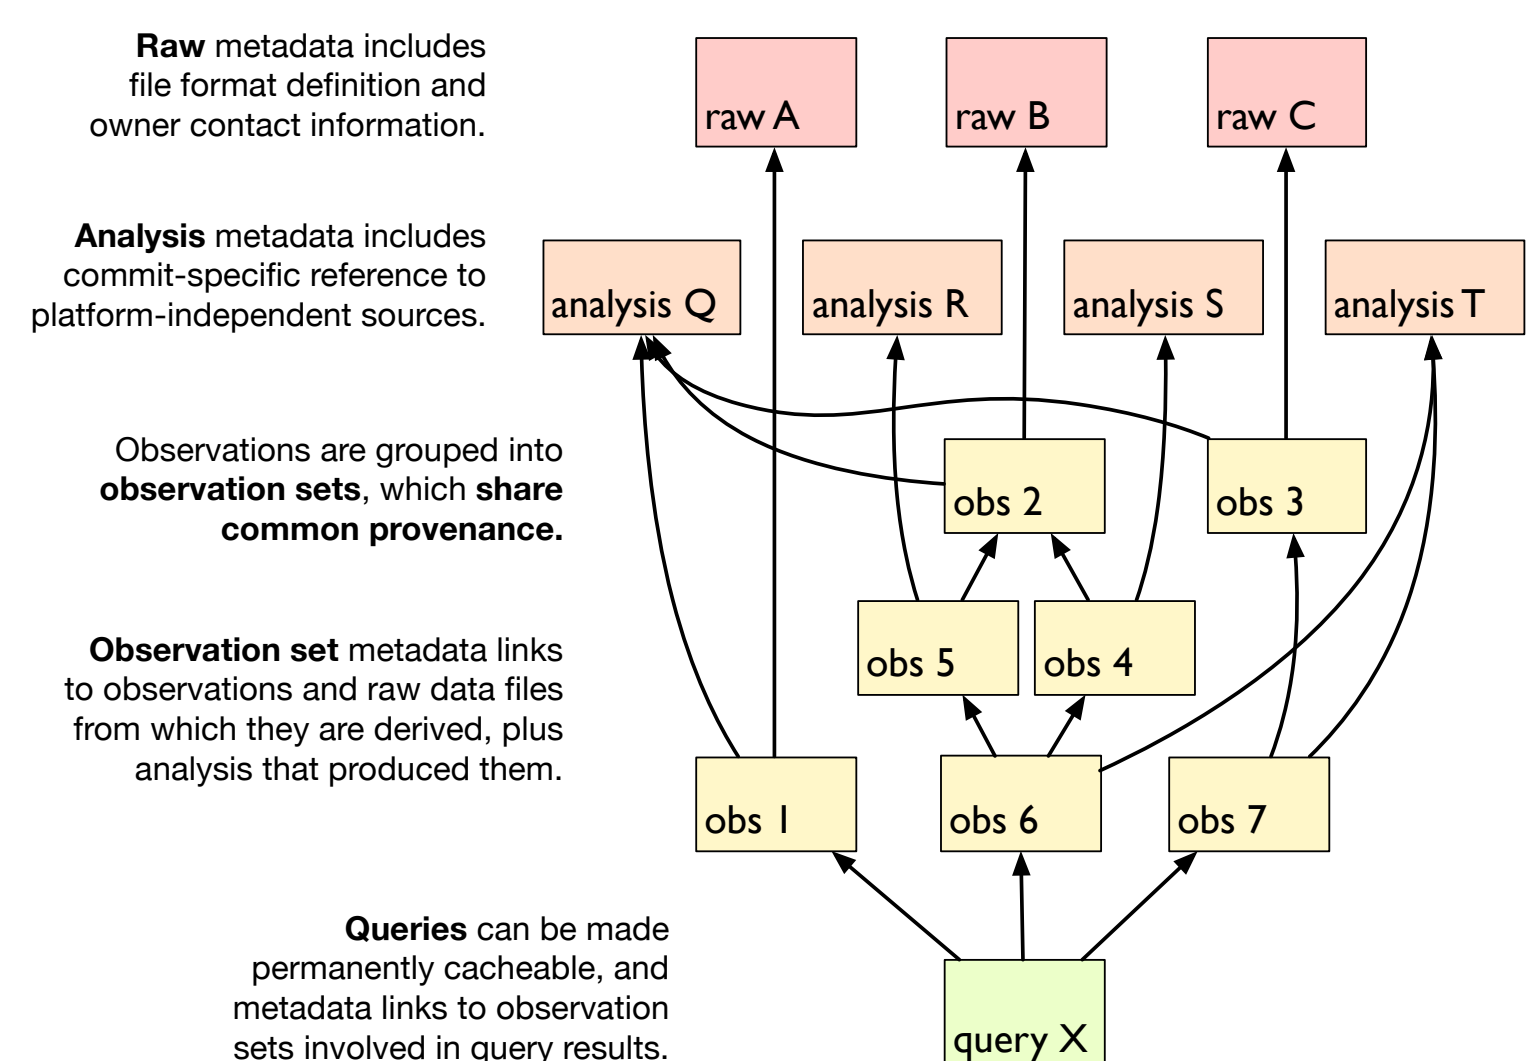 Raw metadata includes
file format definition and
owner contact information.
raw A
raw B
raw C
Analysis metadata includes
commit-specific reference to
platform-independent sources.
analysis Q
analysis R
analysis S
analysis T
Observations are grouped into
observation sets, which share
common provenance.
obs 2
obs 3
Observation set metadata links
to observations and raw data files
from which they are derived, plus
analysis that produced them.
obs 5
obs 4
obs 1
obs 6
obs 7
Queries can be made
permanently cacheable, and
metadata links to observation
sets involved in query results.
query X